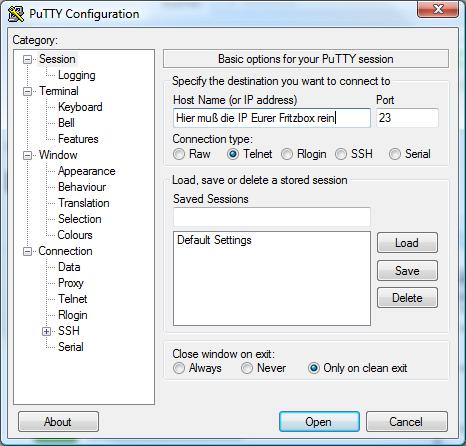 PuTTY Configuration
Category:
Session
Logging
Terminal
Keyboard
Bell
Features
Window
Appearance
Behaviour
Translation
Selection
Colours
Connection
Data
Proxy
Telnet
Rlogin
SSH
Serial
Basic options for your PuTTY session
Specify the destination you want to connect to
Host Name (or IP address) Port
Hier muß die IP Eurer Fritzbox rein 23
Connection type:
Raw Telnet Rlogin SSH Serial
Load, save or delete a stored session
Saved Sessions
Default Settings
Load
Save
Delete
Close window on exit:
Always Never Only on clean exit
About Open Cancel